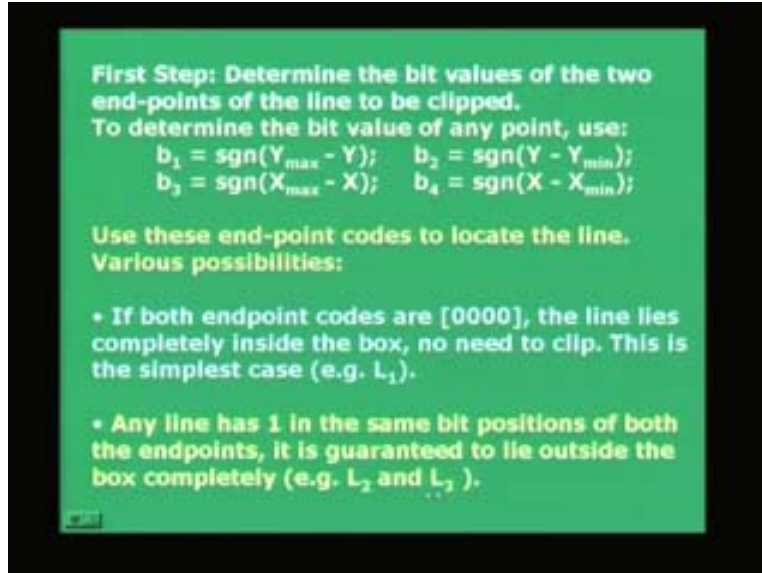 First Step: Determine the bit values of the two
end-points of the line to be clipped.
To determine the bit value of any point, use:
b₁ = sgn(Yₘₐₓ - Y); b₂ = sgn(Y - Yₘᵢₙ);
b₃ = sgn(Xₘₐₓ - X); b₄ = sgn(X - Xₘᵢₙ);
Use these end-point codes to locate the line.
Various possibilities:
• If both endpoint codes are [0000], the line lies
completely inside the box, no need to clip. This is
the simplest case (e.g. L₁).
• Any line has 1 in the same bit positions of both
the endpoints, it is guaranteed to lie outside the
box completely (e.g. L₂ and L₃ ).